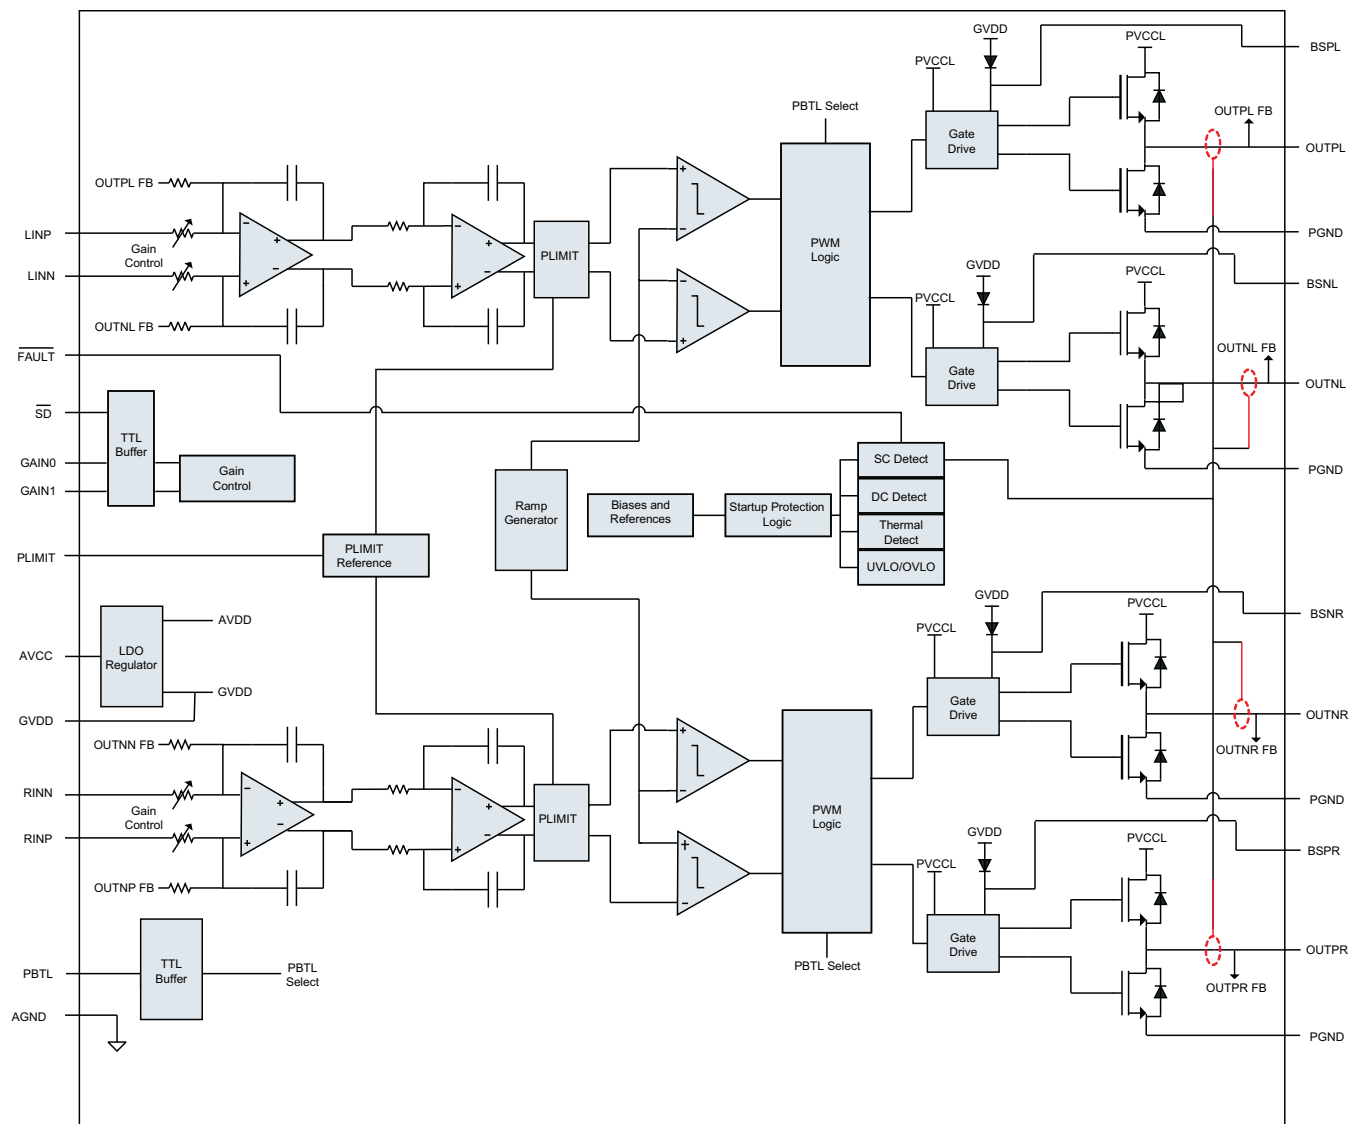 GVDD
PVCCL
BSPL
PVCCL
OUTPL FB
PBTL Select
Gate
Drive
OUTPL
OUTPL FB
+
−
LINP
−
+
−
+
PWM
Logic
PGND
Gain
Control
PLIMIT
LINN
+
−
+
−
GVDD
PVCCL
BSNL
PVCCL
OUTNL FB
−
+
FAULT
OUTNL FB
Gate
Drive
OUTNL
SD
TTL
Buffer
GAIN0
GAIN1
Gain
Control
SC Detect
PGND
DC Detect
Ramp
Generator
Biases and
References
Startup Protection
Logic
Thermal
Detect
UVLO/OVLO
PLIMIT
PLIMIT
Reference
GVDD
PVCCL
BSNR
AVDD
PVCCL
AVCC
LDO
Regulator
GVDD
GVDD
Gate
Drive
OUTNR
OUTNN FB
OUTNR FB
+
−
RINN
−
+
−
+
PWM
Logic
PGND
Gain
Control
PLIMIT
RINP
+
−
+
−
GVDD
PVCCL
BSPR
PVCCL
OUTNP FB
+
−
Gate
Drive
OUTPR
PBTL
TTL
Buffer
PBTL
Select
PBTL Select
OUTPR FB
AGND
PGND